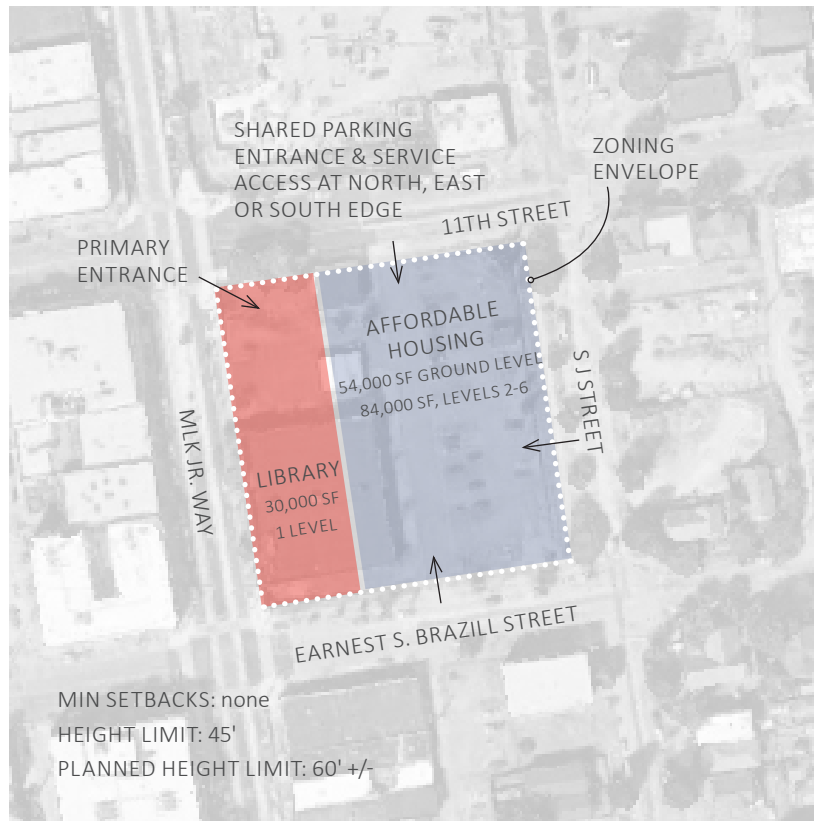 SHARED PARKING
ENTRANCE & SERVICE
ACCESS AT NORTH, EAST
OR SOUTH EDGE
ZONING
ENVELOPE
11TH STREET
PRIMARY
ENTRANCE
AFFORDABLE
HOUSING
54,000 SF GROUND LEVEL
84,000 SF, LEVELS 2-6
S J STREET
MLK JR. WAY
LIBRARY
30,000 SF
1 LEVEL
EARNEST S. BRAZILL STREET
MIN SETBACKS: none
HEIGHT LIMIT: 45'
PLANNED HEIGHT LIMIT: 60' +/-